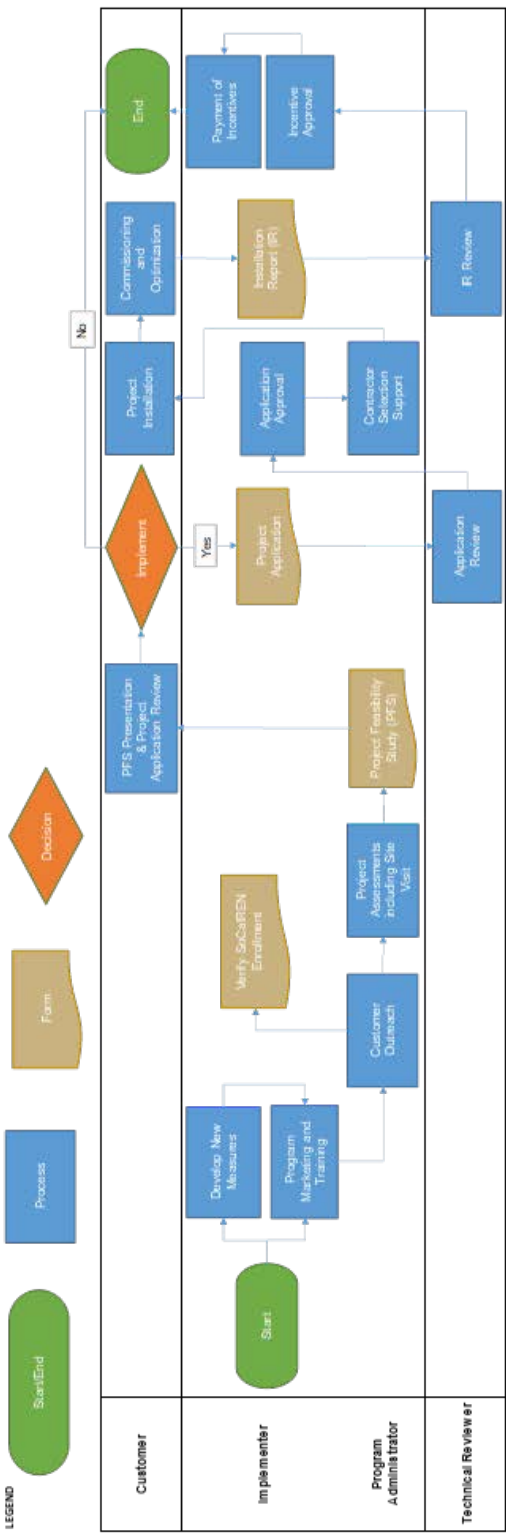 LEGEND
Start/End
Process
Form
Decision
Customer
Implementer
Program
Administrator
Technical Reviewer
Start
Develop New
Measures
Program
Marketing and
Training
Verify SoCalREN
Enrollment
Customer
Outreach
Project
Assessments
including Site
Visit
Project Feasibility
Study (PFS)
PFS Presentation
& Project
Application Review
Implement
No
Yes
Project
Application
Application
Review
Application
Approval
Contractor
Selection
Support
Project
Installation
Commissioning
and
Optimization
Installation
Report (IR)
IR Review
Incentive
Approval
Payment of
Incentives
End